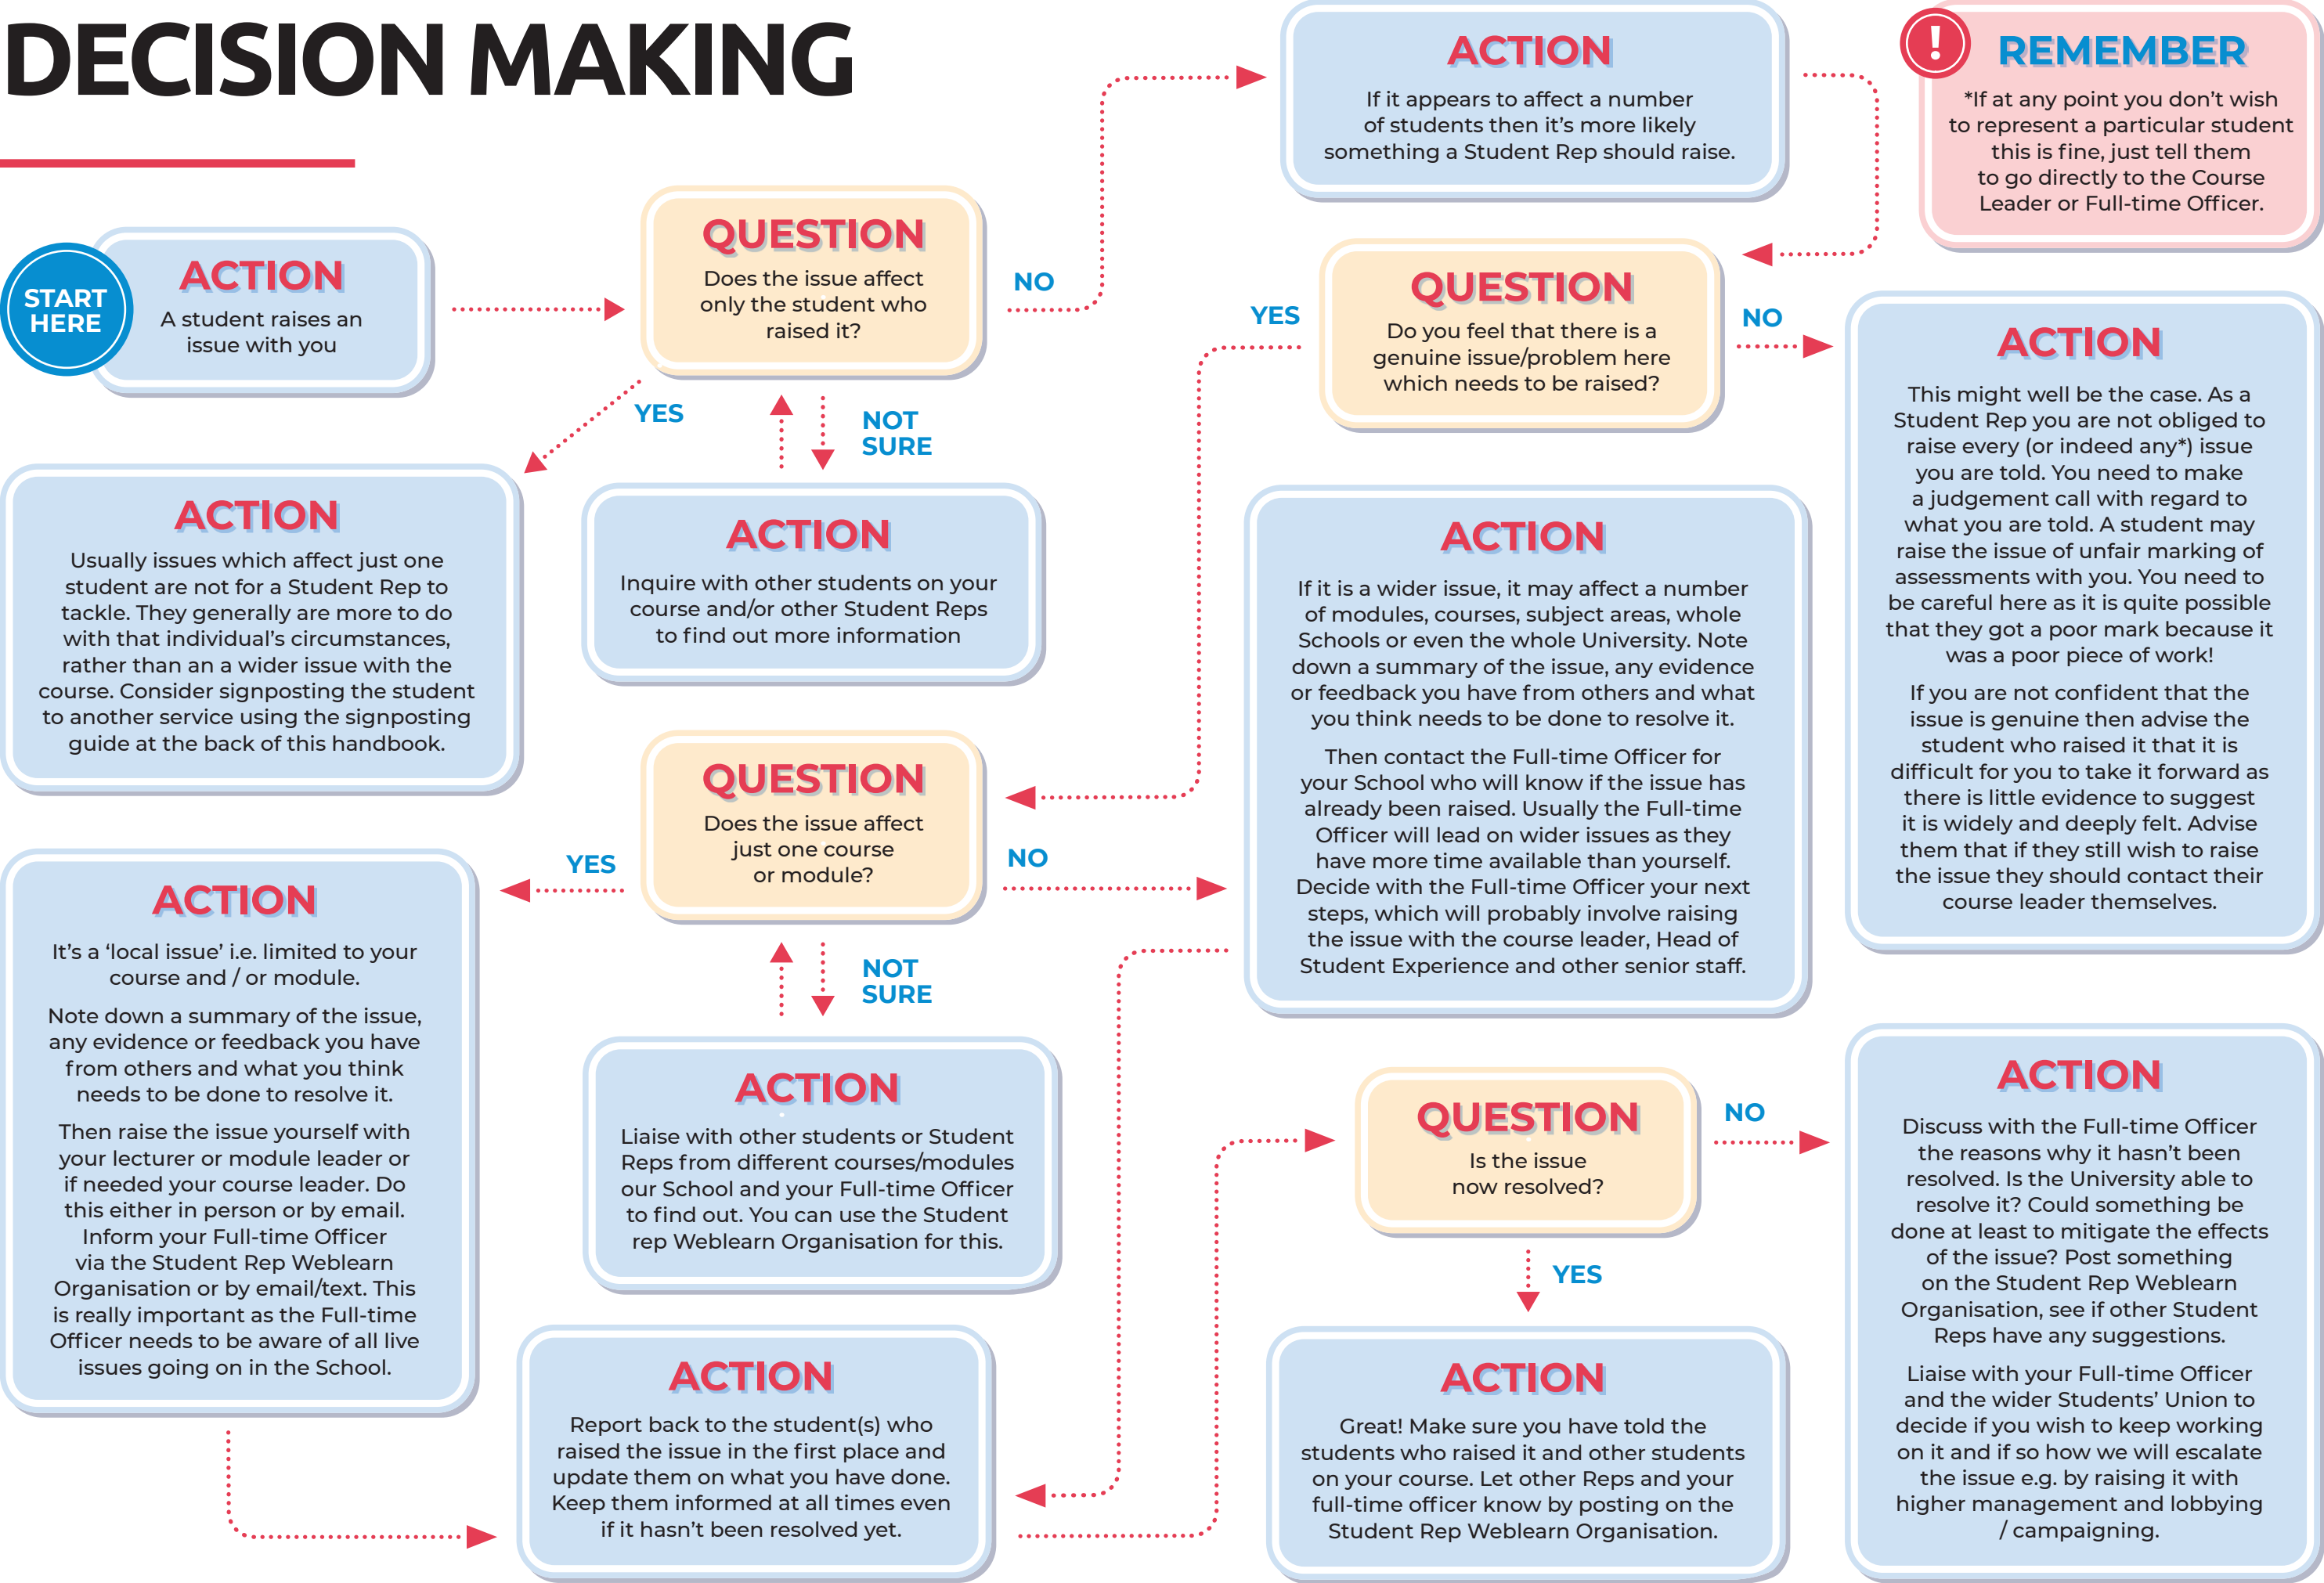 DECISION MAKING
START
HERE
ACTION
A student raises an
issue with you
QUESTION
Does the issue affect
only the student who
raised it?
NO
YES
NOT
SURE
ACTION
Usually issues which affect just one
student are not for a Student Rep to
tackle. They generally are more to do
with that individual’s circumstances,
rather than an a wider issue with the
course. Consider signposting the student
to another service using the signposting
guide at the back of this handbook.
ACTION
Inquire with other students on your
course and/or other Student Reps
to find out more information
ACTION
If it appears to affect a number
of students then it’s more likely
something a Student Rep should raise.
!
REMEMBER
*If at any point you don’t wish
to represent a particular student
this is fine, just tell them
to go directly to the Course
Leader or Full-time Officer.
QUESTION
Do you feel that there is a
genuine issue/problem here
which needs to be raised?
YES
NO
ACTION
This might well be the case. As a
Student Rep you are not obliged to
raise every (or indeed any*) issue
you are told. You need to make
a judgement call with regard to
what you are told. A student may
raise the issue of unfair marking of
assessments with you. You need to
be careful here as it is quite possible
that they got a poor mark because it
was a poor piece of work!
If you are not confident that the
issue is genuine then advise the
student who raised it that it is
difficult for you to take it forward as
there is little evidence to suggest
it is widely and deeply felt. Advise
them that if they still wish to raise
the issue they should contact their
course leader themselves.
QUESTION
Does the issue affect
just one course
or module?
YES
NO
NOT
SURE
ACTION
It’s a ‘local issue’ i.e. limited to your
course and / or module.
Note down a summary of the issue,
any evidence or feedback you have
from others and what you think
needs to be done to resolve it.
Then raise the issue yourself with
your lecturer or module leader or
if needed your course leader. Do
this either in person or by email.
Inform your Full-time Officer
via the Student Rep Weblearn
Organisation or by email/text. This
is really important as the Full-time
Officer needs to be aware of all live
issues going on in the School.
ACTION
Liaise with other students or Student
Reps from different courses/modules
our School and your Full-time Officer
to find out. You can use the Student
rep Weblearn Organisation for this.
ACTION
If it is a wider issue, it may affect a number
of modules, courses, subject areas, whole
Schools or even the whole University. Note
down a summary of the issue, any evidence
or feedback you have from others and what
you think needs to be done to resolve it.
Then contact the Full-time Officer for
your School who will know if the issue has
already been raised. Usually the Full-time
Officer will lead on wider issues as they
have more time available than yourself.
Decide with the Full-time Officer your next
steps, which will probably involve raising
the issue with the course leader, Head of
Student Experience and other senior staff.
ACTION
Report back to the student(s) who
raised the issue in the first place and
update them on what you have done.
Keep them informed at all times even
if it hasn’t been resolved yet.
QUESTION
Is the issue
now resolved?
NO
YES
ACTION
Great! Make sure you have told the
students who raised it and other students
on your course. Let other Reps and your
full-time officer know by posting on the
Student Rep Weblearn Organisation.
ACTION
Discuss with the Full-time Officer
the reasons why it hasn’t been
resolved. Is the University able to
resolve it? Could something be
done at least to mitigate the effects
of the issue? Post something
on the Student Rep Weblearn
Organisation, see if other Student
Reps have any suggestions.
Liaise with your Full-time Officer
and the wider Students’ Union to
decide if you wish to keep working
on it and if so how we will escalate
the issue e.g. by raising it with
higher management and lobbying
/ campaigning.